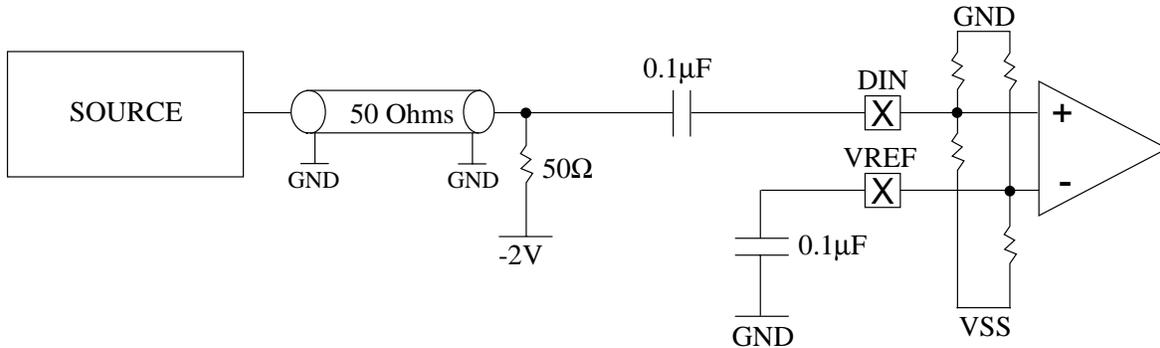 GND
0.1µF
DIN
SOURCE
50 Ohms
X
+
VREF
GND
GND
50Ω
X
-
-2V
0.1µF
GND
VSS